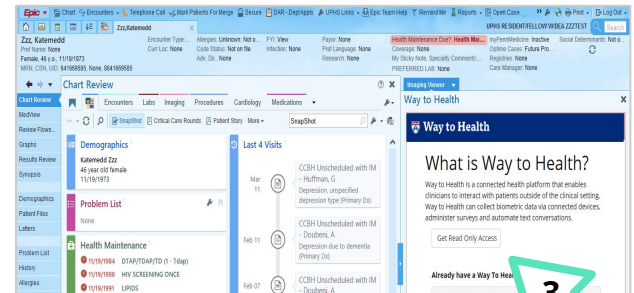 Epic Chat Encounters Telephone Call Mark Patients For Merge Secure DAR - Dept Appts UPHS Links Epic Team Help Remind Me Reports Open Case Print Log Out
Zzz,Katemedd
UPHS RESIDENT/FELLOW WIDEA ZZZTEST Search
Zzz, Katemedd
Pref Name: None
Female, 46 y.o., 11/19/1973
MRN, CSN, UID: 641669585, None, 8641669585
Encounter Type:...
Curr Loc: None
Allergies: Unknown: Not o...
Code Status: Not on file
Adv. Dir.: None
FYI: View
Infection: None
Payor: None
Pref Language: None
Research: None
Health Maintenance Due? Health Mai...
Coverage: None
My Sticky Note, Specialty Comments:...
PREFERRED LAB: None
myPennMedicine: Inactive
Optime Cases: Future Pro...
Registries: None
Care Manager: None
Social Determinants: Not o...
Chart Review
MedView
Review Flows...
Graphs
Results Review
Synopsis
Demographics
Patient Files
Letters
Problem List
History
Allergies
Chart Review
Encounters Labs Imaging Procedures Cardiology Medications
SnapShot Critical Care Rounds Patient Story More SnapShot
Demographics
Katemedd Zzz
46 year old female
11/19/1973
Problem List
None
Health Maintenance
11/19/1984 DTAP/TDAP/TD (1 - Tdap)
11/19/1988 HIV SCREENING ONCE
11/19/1991 LIPIDS
Last 4 Visits
Mar 11
CCBH Unscheduled with IM
- Huffman, G
Depression, unspecified
depression type (Primary Dx)
Feb 11
CCBH Unscheduled with IM
- Doubeni, A
Depression due to dementia
(Primary Dx)
Feb 07
CCBH Unscheduled with IM
- Doubeni, A
Imaging Viewer
Way to Health
Way to Health
What is Way to Health?
Way to Health is a connected health platform that enables
clinicians to interact with patients outside of the clinical setting.
Way to Health can collect biometric data via connected devices,
administer surveys and automate text conversations.
Get Read Only Access
Already have a Way To Hea
3